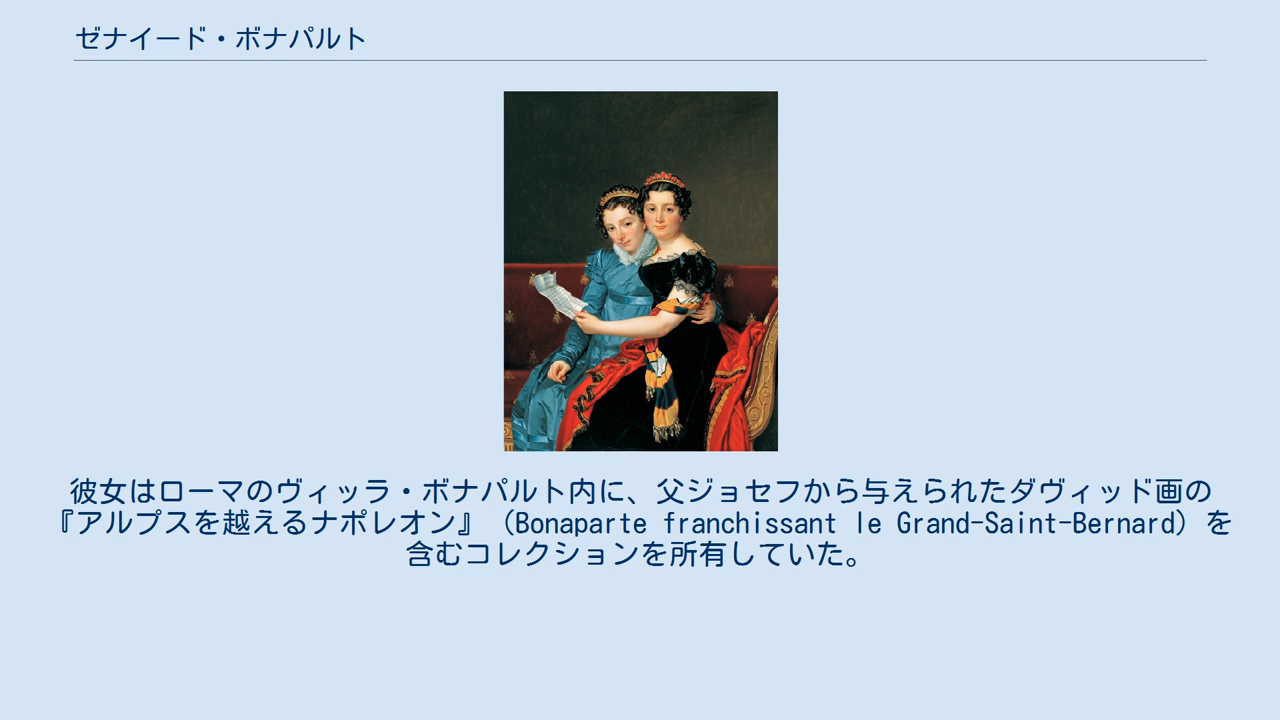 ゼナイード・ボナパルト
彼女はローマのヴィッラ・ボナパルト内に、父ジョセフから与えられたダヴィッド画の
『アルプスを越えるナポレオン』（Bonaparte franchissant le Grand-Saint-Bernard）を
含むコレクションを所有していた。